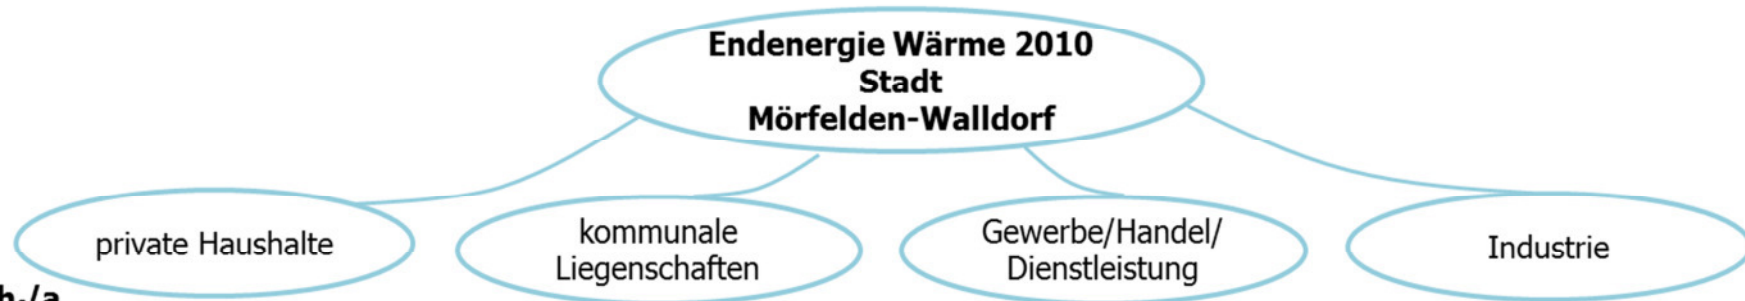 Endenergie Wärme 2010
Stadt
Mörfelden-Walldorf
private Haushalte
kommunale
Liegenschaften
Gewerbe/Handel/
Dienstleistung
Industrie